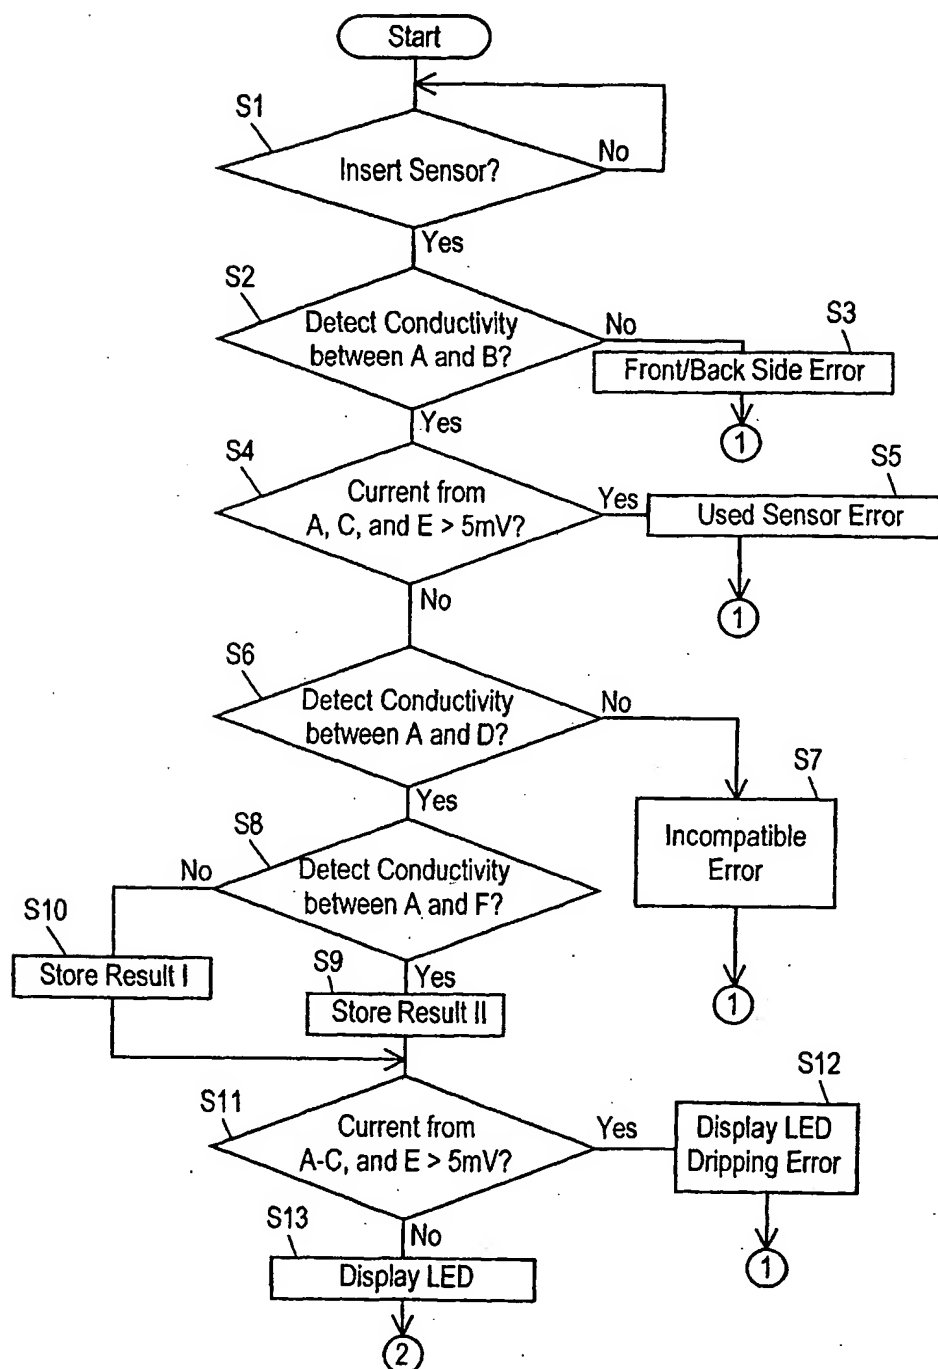 Start
S1
Insert Sensor?
No
Yes
S2
Detect Conductivity
between A and B?
No
S3
Front/Back Side Error
1
Yes
S4
Current from
A, C, and E > 5mV?
Yes
S5
Used Sensor Error
1
No
S6
Detect Conductivity
between A and D?
No
S7
Incompatible
Error
1
Yes
S8
Detect Conductivity
between A and F?
No
S10
Store Result I
Yes
S9
Store Result II
S11
Current from
A-C, and E > 5mV?
Yes
S12
Display LED
Dripping Error
1
No
S13
Display LED
2